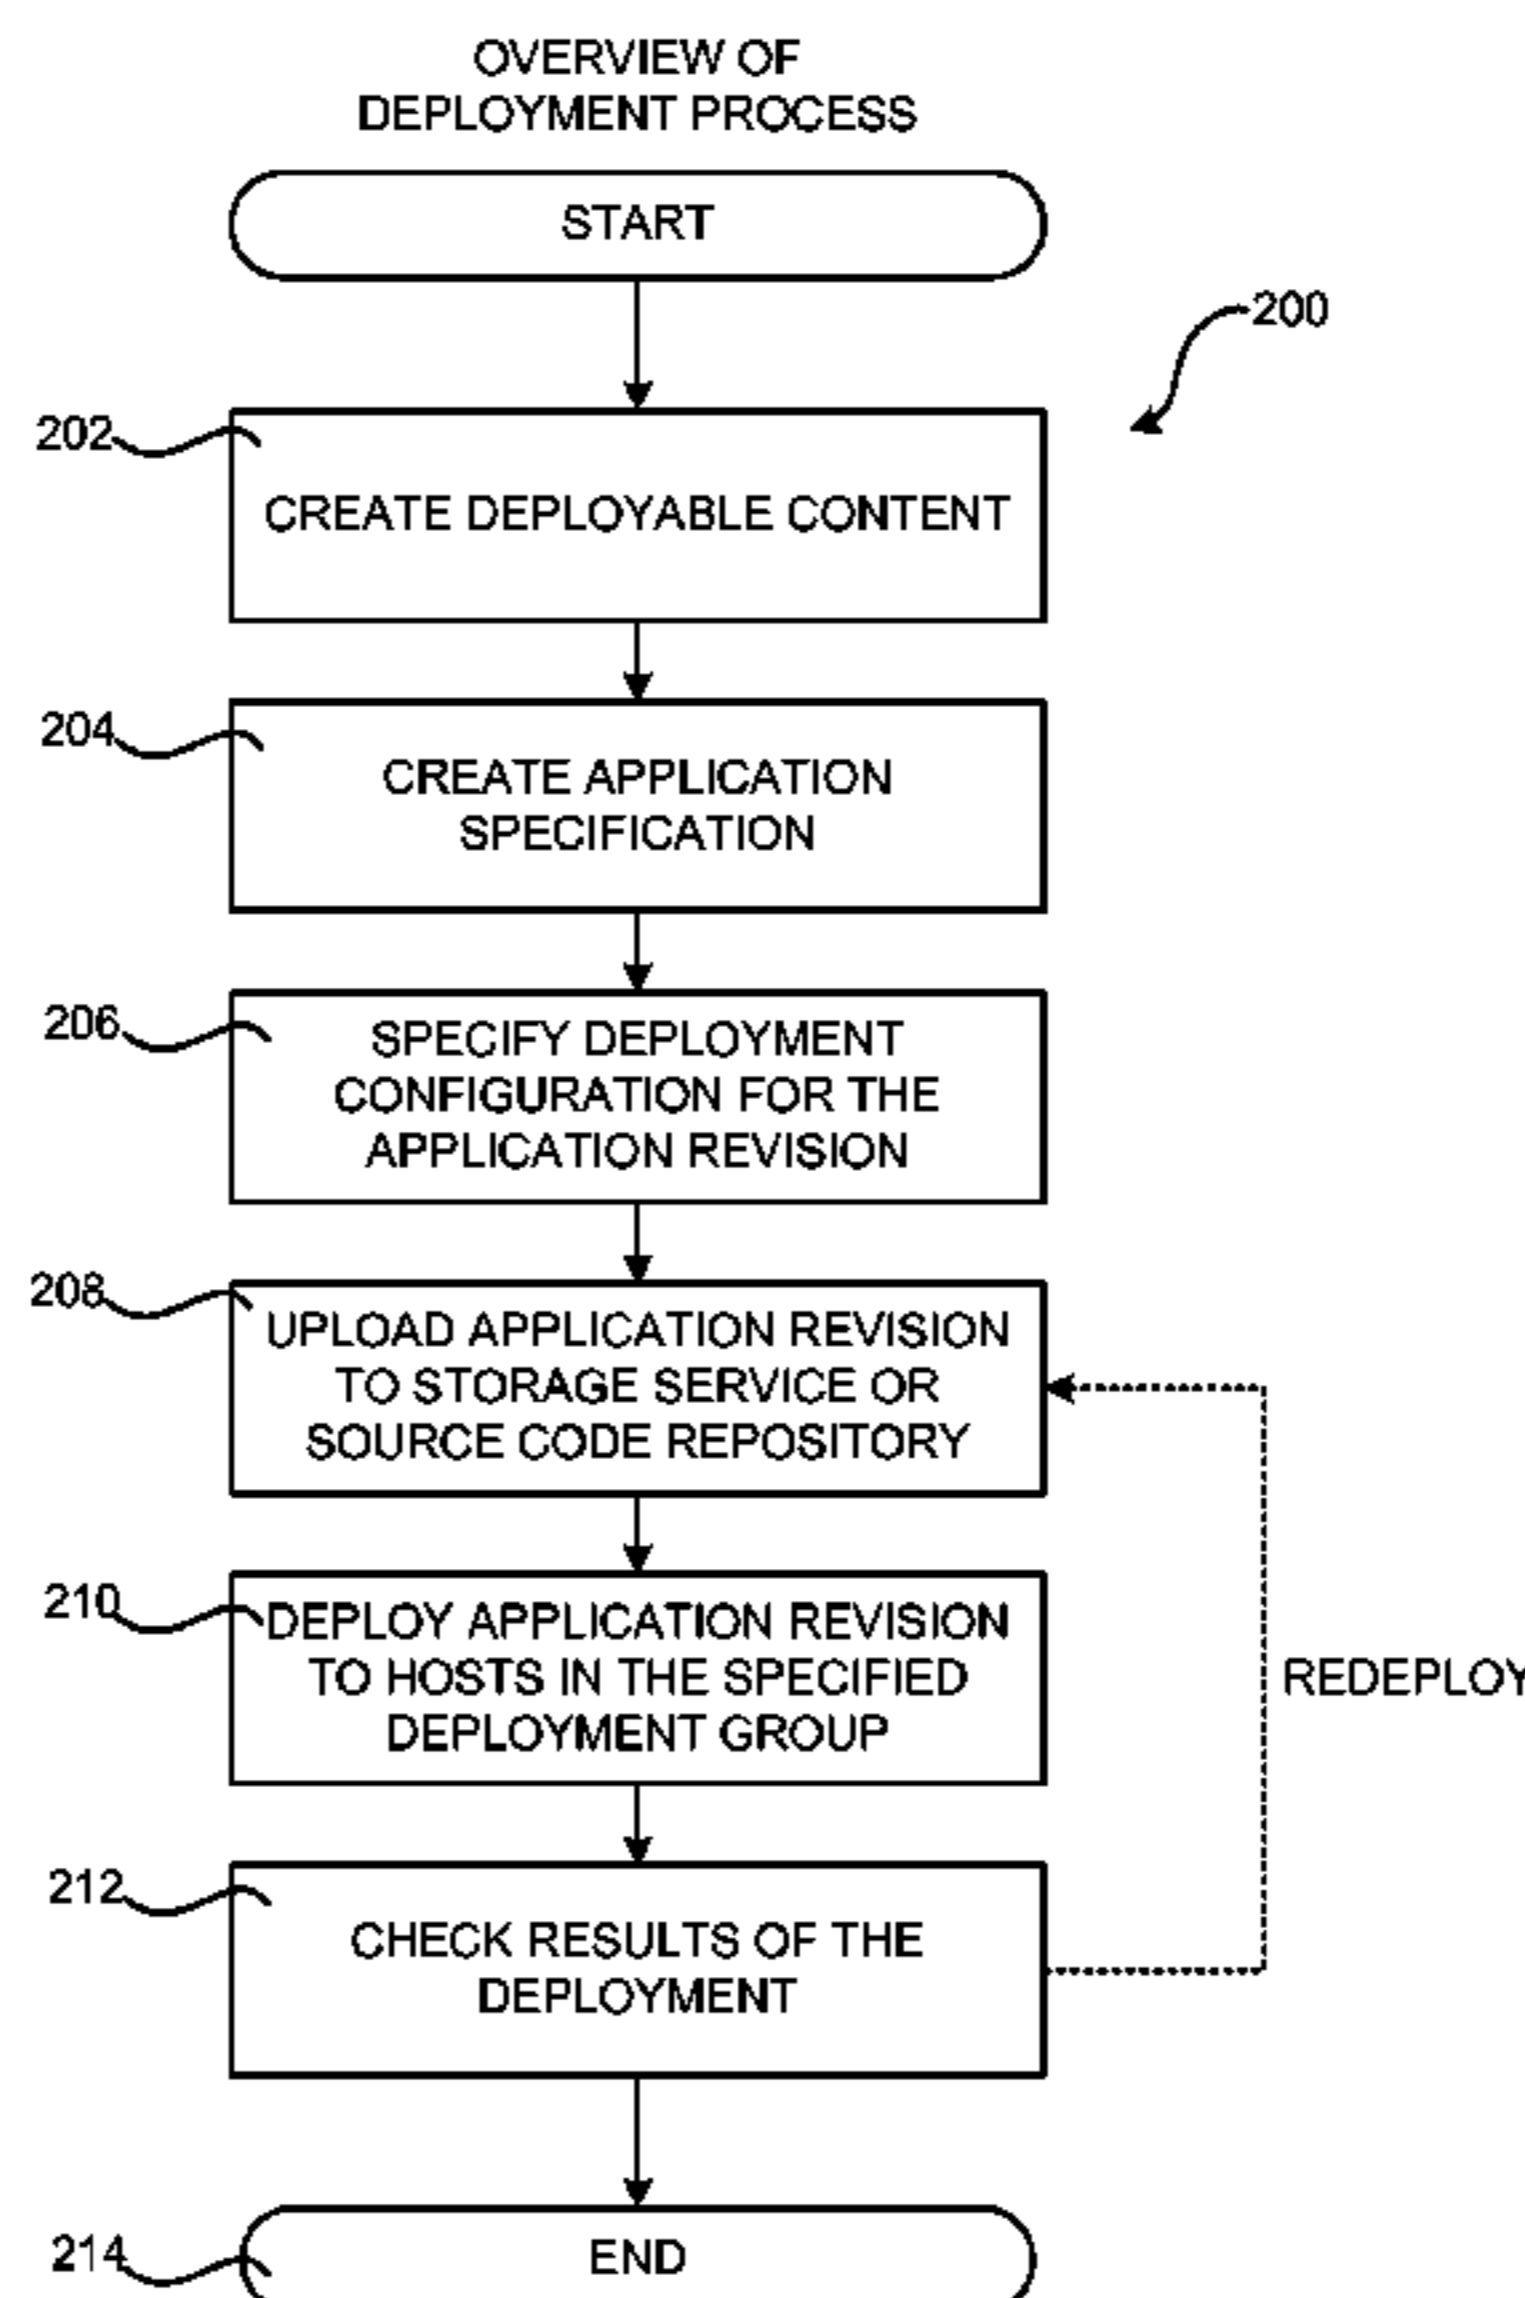 OVERVIEW OF
DEPLOYMENT PROCESS
START
200
202
CREATE DEPLOYABLE CONTENT
204
CREATE APPLICATION
SPECIFICATION
206
SPECIFY DEPLOYMENT
CONFIGURATION FOR THE
APPLICATION REVISION
208
UPLOAD APPLICATION REVISION
TO STORAGE SERVICE OR
SOURCE CODE REPOSITORY
210
DEPLOY APPLICATION REVISION
TO HOSTS IN THE SPECIFIED
DEPLOYMENT GROUP
REDEPLOY
212
CHECK RESULTS OF THE
DEPLOYMENT
214
END